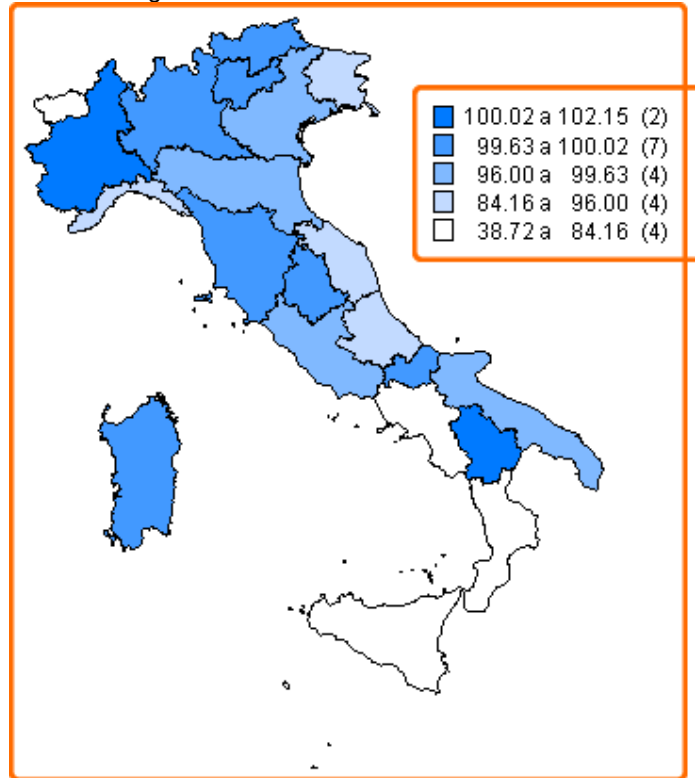 100.02 a 102.15 (2)
99.63 a 100.02 (7)
96.00 a 99.63 (4)
84.16 a 96.00 (4)
38.72 a 84.16 (4)